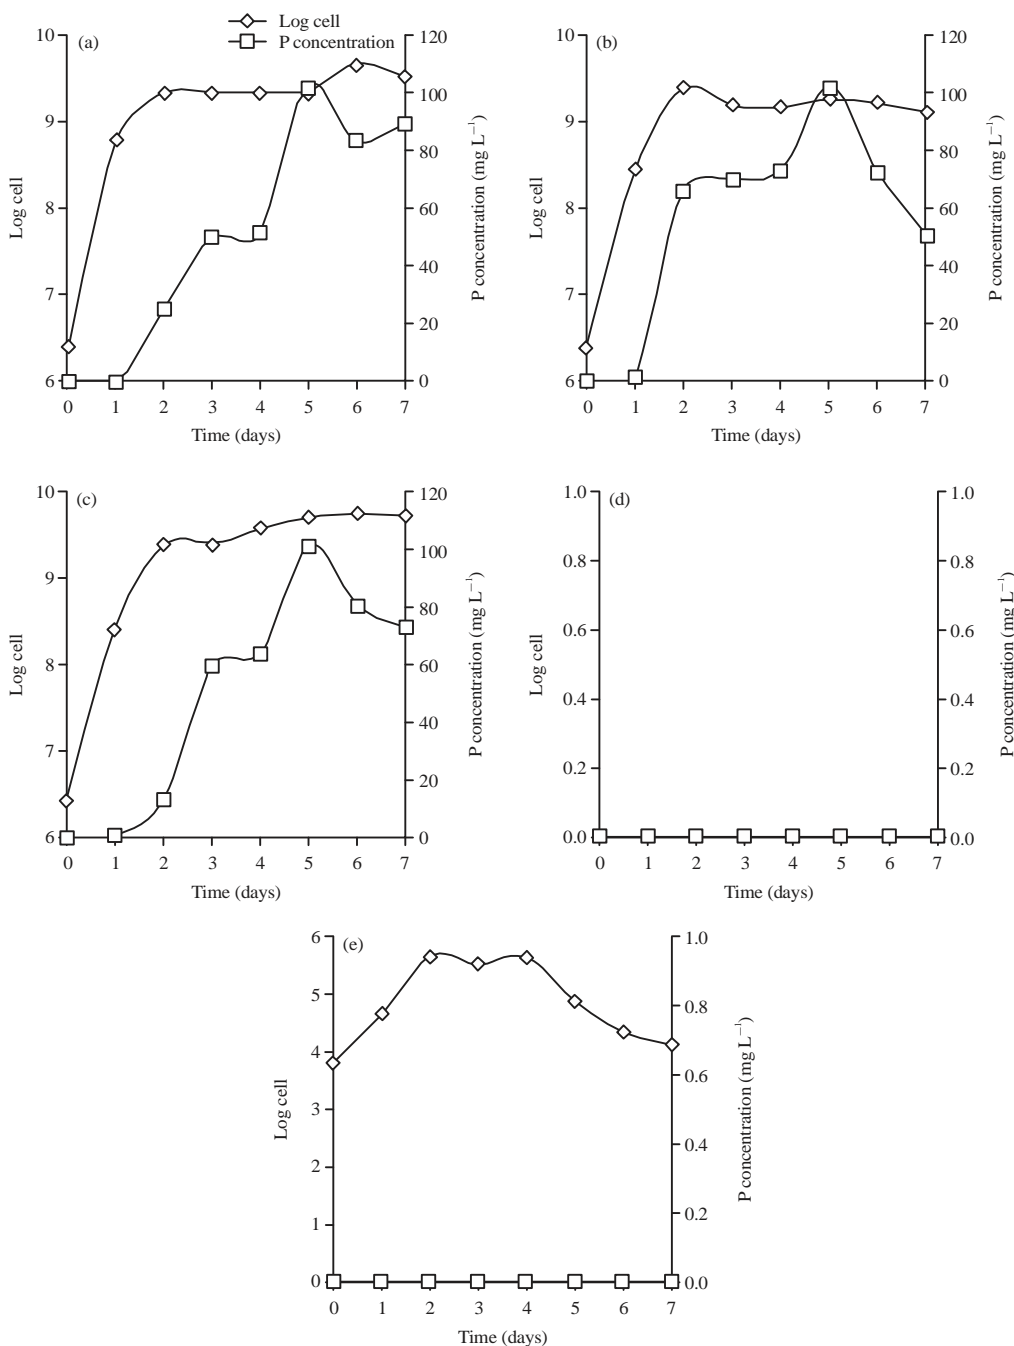 Log cell
P concentration
(a)
10
9
8
7
6
120
100
80
60
40
20
0
0 1 2 3 4 5 6 7
Log cell
P concentration (mg L⁻¹)
Time (days)
(b)
10
9
8
7
6
120
100
80
60
40
20
0
0 1 2 3 4 5 6 7
Log cell
P concentration (mg L⁻¹)
Time (days)
(c)
10
9
8
7
6
120
100
80
60
40
20
0
0 1 2 3 4 5 6 7
Log cell
P concentration (mg L⁻¹)
Time (days)
(d)
1.0
0.8
0.6
0.4
0.2
0.0
1.0
0.8
0.6
0.4
0.2
0.0
0 1 2 3 4 5 6 7
Log cell
P concentration (mg L⁻¹)
Time (days)
(e)
6
5
4
3
2
1
0
1.0
0.8
0.6
0.4
0.2
0.0
0 1 2 3 4 5 6 7
Log cell
P concentration (mg L⁻¹)
Time (days)